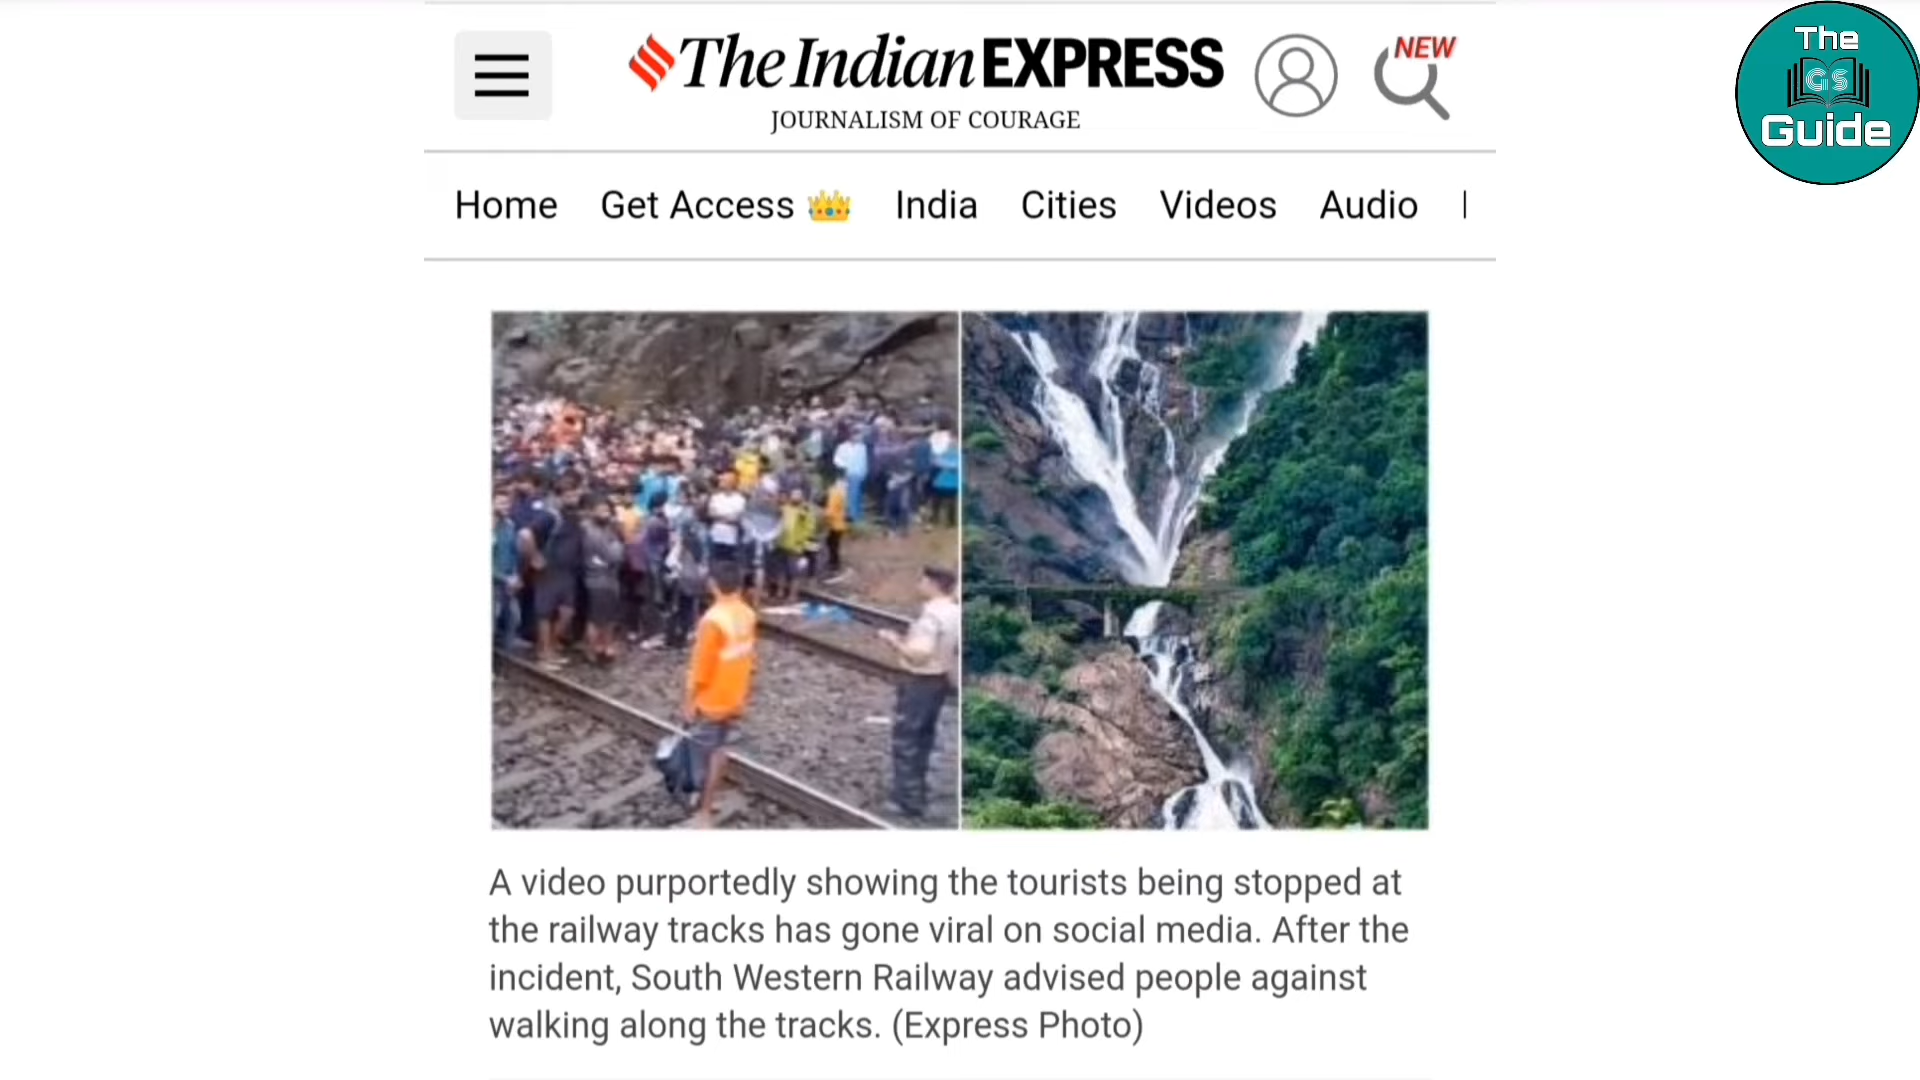 The Indian EXPRESS
JOURNALISM OF COURAGE
NEW
The
GS
Guide
Home Get Access India Cities Videos Audio
A video purportedly showing the tourists being stopped at
the railway tracks has gone viral on social media. After the
incident, South Western Railway advised people against
walking along the tracks. (Express Photo)